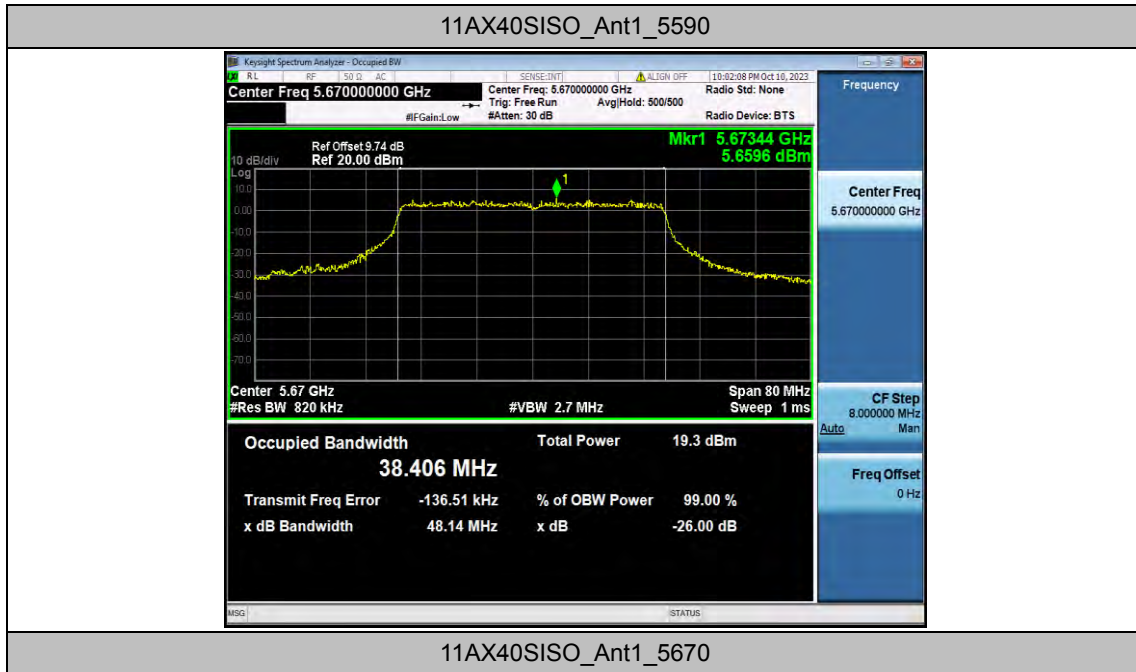 11AX40SISO_Ant1_5590
Keysight Spectrum Analyzer - Occupied BW
RL RF 50 Ω AC SENSE:INT ALIGN OFF 10:02:08 PM Oct 10, 2023
Center Freq 5.670000000 GHz
Center Freq: 5.670000000 GHz
Radio Std: None
Trig: Free Run Avg|Hold: 500/500
#IFGain:Low #Atten: 30 dB Radio Device: BTS
Mkr1 5.67344 GHz
5.6596 dBm
Ref Offset 9.74 dB
10 dB/div Ref 20.00 dBm
Log
10.0
0.00
-10.0
-20.0
-30.0
-40.0
-50.0
-60.0
-70.0
1
Center 5.67 GHz Span 80 MHz
#Res BW 820 kHz #VBW 2.7 MHz Sweep 1 ms
Occupied Bandwidth Total Power 19.3 dBm
38.406 MHz
Transmit Freq Error -136.51 kHz % of OBW Power 99.00 %
x dB Bandwidth 48.14 MHz x dB -26.00 dB
MSG STATUS
Frequency
Center Freq
5.670000000 GHz
CF Step
8.000000 MHz
Auto Man
Freq Offset
0 Hz
11AX40SISO_Ant1_5670